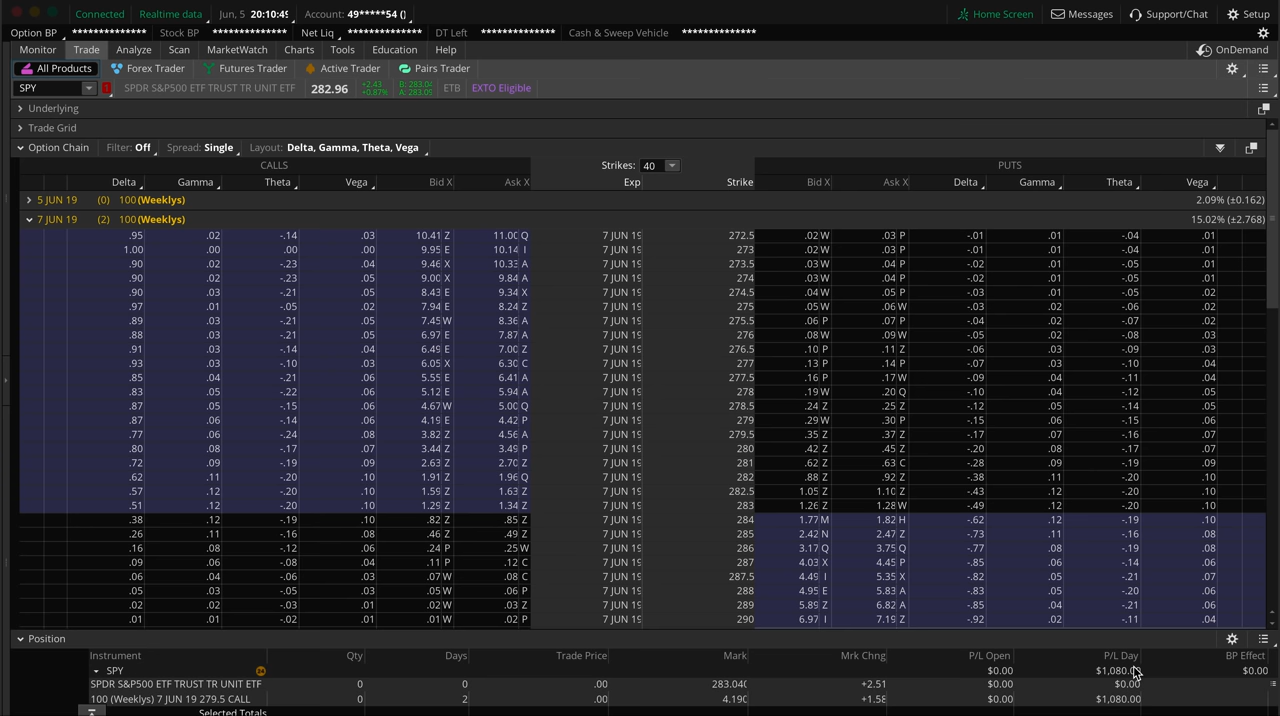 Connected Realtime data Jun, 5 20:10:49 Account: 49*****54 () Home Screen Messages Support/Chat Setup
Option BP ************** Stock BP ************** Net Liq ************** DT Left ************** Cash & Sweep Vehicle **************
Monitor Trade Analyze Scan MarketWatch Charts Tools Education Help OnDemand
All Products Forex Trader Futures Trader Active Trader Pairs Trader
SPY SPDR S&P500 ETF TRUST TR UNIT ETF 282.96 +2.43 +0.87% B: 283.04 A: 283.05 ETB EXTO Eligible
Underlying
Trade Grid
Option Chain Filter: Off Spread: Single Layout: Delta, Gamma, Theta, Vega
CALLS Strikes: 40 PUTS
Delta Gamma Theta Vega Bid X Ask X Exp Strike Bid X Ask X Delta Gamma Theta Vega
5 JUN 19 (0) 100 (Weeklys) 2.09% (±0.162)
7 JUN 19 (2) 100 (Weeklys) 15.02% (±2.768)
.95 .02 -.14 .03 10.41 Z 11.00 Q 7 JUN 19 272.5 .02 W .03 P -.01 .01 -.04 .01
1.00 .00 .00 .00 9.95 E 10.14 I 7 JUN 19 273 .02 W .03 P -.01 .01 -.04 .01
.90 .02 -.23 .04 9.46 X 10.33 A 7 JUN 19 273.5 .03 W .04 P -.02 .01 -.05 .01
.90 .02 -.23 .05 9.00 X 9.84 A 7 JUN 19 274 .03 W .04 P -.02 .01 -.05 .01
.90 .03 -.21 .05 8.43 E 9.34 X 7 JUN 19 274.5 .04 W .05 P -.03 .01 -.05 .02
.97 .01 -.05 .02 7.94 E 8.24 Z 7 JUN 19 275 .05 W .06 W -.03 .02 -.06 .02
.89 .03 -.21 .05 7.45 W 8.36 A 7 JUN 19 275.5 .06 P .07 P -.04 .02 -.07 .02
.88 .03 -.21 .05 6.97 E 7.87 A 7 JUN 19 276 .08 W .09 W -.05 .02 -.08 .03
.91 .03 -.14 .04 6.49 E 7.00 Z 7 JUN 19 276.5 .10 P .11 Z -.06 .03 -.09 .03
.93 .03 -.10 .03 6.05 X 6.30 C 7 JUN 19 277 .13 P .14 P -.07 .03 -.10 .04
.85 .04 -.21 .06 5.55 E 6.41 A 7 JUN 19 277.5 .16 P .17 W -.09 .04 -.11 .04
.83 .05 -.22 .06 5.12 E 5.94 A 7 JUN 19 278 .19 W .20 Q -.10 .04 -.12 .05
.87 .05 -.15 .06 4.67 W 5.00 Q 7 JUN 19 278.5 .24 Z .25 Z -.12 .05 -.14 .05
.87 .06 -.14 .06 4.19 E 4.42 P 7 JUN 19 279 .29 W .30 P -.15 .06 -.15 .06
.77 .06 -.24 .08 3.82 Z 4.56 A 7 JUN 19 279.5 .35 Z .37 Z -.17 .07 -.16 .07
.80 .08 -.17 .08 3.44 Z 3.49 P 7 JUN 19 280 .42 Z .45 Z -.20 .08 -.17 .07
.72 .09 -.19 .09 2.63 Z 2.70 Z 7 JUN 19 281 .62 Z .63 C -.28 .09 -.19 .09
.62 .11 -.20 .10 1.91 Z 1.96 Q 7 JUN 19 282 .88 Z .92 Z -.38 .11 -.20 .10
.57 .12 -.20 .10 1.59 Z 1.63 Z 7 JUN 19 282.5 1.05 Z 1.10 Z -.43 .12 -.20 .10
.51 .12 -.20 .10 1.29 Z 1.34 Z 7 JUN 19 283 1.26 Z 1.28 W -.49 .12 -.20 .10
.38 .12 -.19 .10 .82 Z .85 Z 7 JUN 19 284 1.77 M 1.82 H -.62 .12 -.19 .10
.26 .11 -.16 .08 .46 Z .49 Z 7 JUN 19 285 2.42 N 2.47 Z -.73 .11 -.16 .08
.16 .08 -.12 .06 .24 P .25 W 7 JUN 19 286 3.17 Q 3.75 Q -.77 .08 -.19 .08
.09 .06 -.08 .04 .11 P .12 C 7 JUN 19 287 4.03 X 4.45 P -.85 .06 -.14 .06
.06 .04 -.06 .03 .07 W .08 C 7 JUN 19 287.5 4.49 I 5.35 X -.82 .05 -.21 .07
.05 .03 -.05 .03 .05 W .06 P 7 JUN 19 288 4.95 E 5.83 A -.83 .05 -.20 .06
.02 .02 -.03 .01 .02 W .03 Z 7 JUN 19 289 5.89 Z 6.82 A -.85 .04 -.21 .06
.01 .01 -.02 .01 .01 W .02 P 7 JUN 19 290 6.97 I 7.19 Z -.92 .02 -.11 .04
Position
Instrument Qty Days Trade Price Mark Mrk Chng P/L Open P/L Day BP Effect
SPY $0.00 $1,080.00 $0.00
SPDR S&P500 ETF TRUST TR UNIT ETF 0 0 .00 283.040 +2.51 $0.00 $0.00
100 (Weeklys) 7 JUN 19 279.5 CALL 0 2 .00 4.190 +1.58 $0.00 $1,080.00
Selected Totals